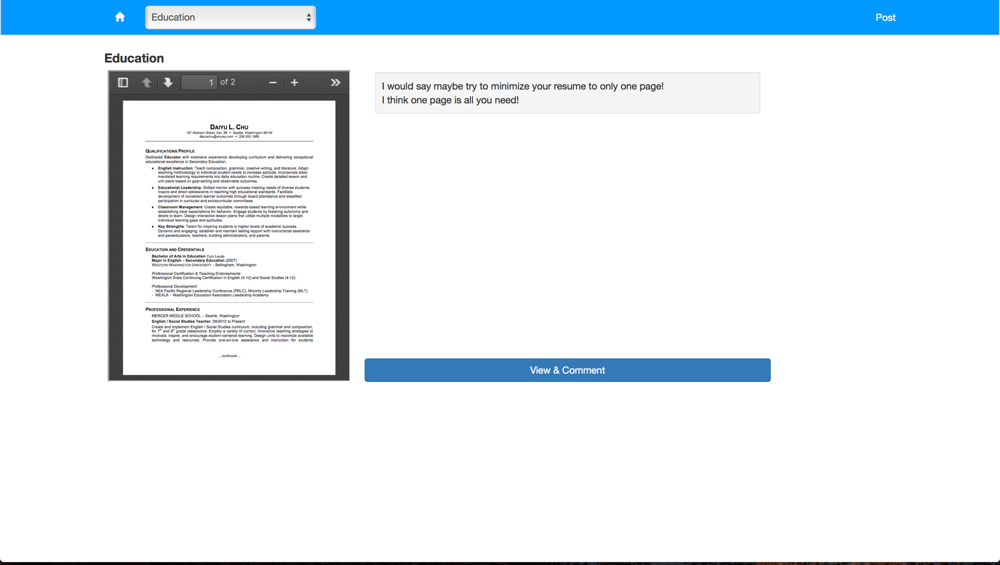 Education
Post
Education
1 of 2
I would say maybe try to minimize your resume to only one page!
I think one page is all you need!
DAIYU L. CHU
187 Madison Street, Apt. 3B • Seattle, Washington 98104
dlouischu@anyisp.com • 206.555.1989
QUALIFICATIONS PROFILE
Dedicated Educator with extensive experience developing curriculum and delivering exceptional
educational excellence in Secondary Education.
• English Instruction: Teach composition, grammar, creative writing, and literature. Adapt
teaching methodology to individual student needs to increase aptitude. Incorporate state-
mandated learning requirements into daily education routine. Create detailed lesson and
unit plans based on goal-setting and observable outcomes.
• Educational Leadership: Skilled mentor with success meeting needs of diverse students.
Inspire and direct adolescents in reaching high educational standards. Facilitate
development of consistent learner outcomes through board attendance and steadfast
participation in curricular and extracurricular committees.
• Classroom Management: Create equitable, rewards-based learning environment while
establishing clear expectations for behavior. Engage students by fostering autonomy and
desire to learn. Design interactive lesson plans that utilize multiple modalities to target
individual learning gaps and aptitudes.
• Key Strengths: Talent for inspiring students to higher levels of academic success.
Dynamic and engaging; establish and maintain lasting rapport with instructional assistants
and paraeducators, teachers, building administrators, and parents.
EDUCATION AND CREDENTIALS
Bachelor of Arts in Education Cum Laude
Major in English – Secondary Education (2007)
WESTERN WASHINGTON UNIVERSITY – Bellingham, Washington
Professional Certification & Teaching Endorsements:
Washington State Continuing Certification in English (4-12) and Social Studies (4-12)
Professional Development:
- NEA Pacific Regional Leadership Conference (PRLC), Minority Leadership Training (MLT)
- WEALA – Washington Education Association Leadership Academy
PROFESSIONAL EXPERIENCE
MERCER MIDDLE SCHOOL – Seattle, Washington
English / Social Studies Teacher, 09/2010 to Present
Create and implement English / Social Studies curriculum, including grammar and composition,
for 7th and 8th grade classrooms. Employ a variety of current, innovative teaching strategies to
motivate, inspire, and encourage student-centered learning. Design units to maximize available
technology and resources. Provide one-on-one assistance and instruction for students
...continued...
View & Comment